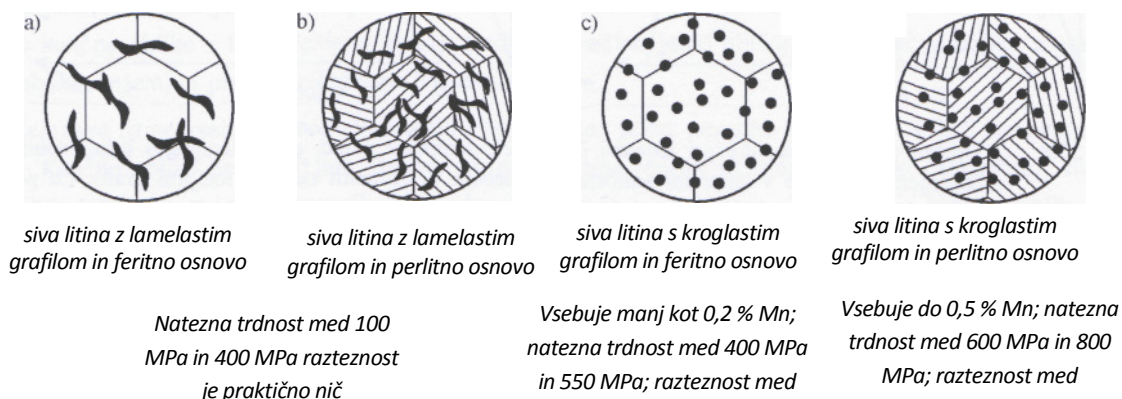 a)
b)
c)
siva litina z lamelastim
grafilom in feritno osnovo
siva litina z lamelastim
grafilom in perlitno osnovo
siva litina s kroglastim
grafilom in feritno osnovo
siva litina s kroglastim
grafilom in perlitno osnovo
Natezna trdnost med 100
MPa in 400 MPa razteznost
je praktično nič
Vsebuje manj kot 0,2 % Mn;
natezna trdnost med 400 MPa
in 550 MPa; razteznost med
Vsebuje do 0,5 % Mn; natezna
trdnost med 600 MPa in 800
MPa; razteznost med